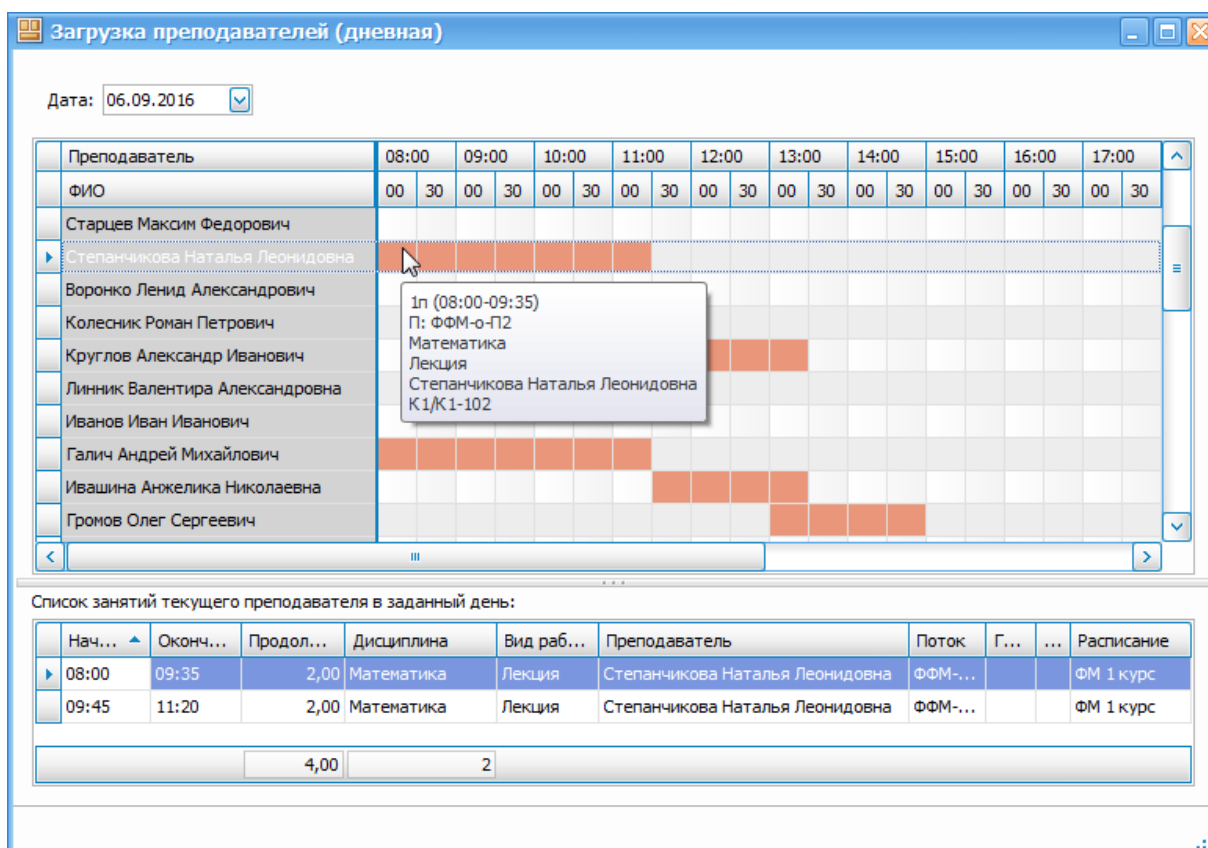 Загрузка преподавателей (дневная)
Дата: 06.09.2016
Преподаватель 08:00 09:00 10:00 11:00 12:00 13:00 14:00 15:00 16:00 17:00
ФИО 00 30 00 30 00 30 00 30 00 30 00 30 00 30 00 30 00 30 00 30
Старцев Максим Федорович
Степанчикова Наталья Леонидовна
Воронко Ленид Александрович
Колесник Роман Петрович
Круглов Александр Иванович
Линник Валентира Александровна
Иванов Иван Иванович
Галич Андрей Михайлович
Ивашина Анжелика Николаевна
Громов Олег Сергеевич
1п (08:00-09:35)
П: ФФМ-о-П2
Математика
Лекция
Степанчикова Наталья Леонидовна
К1/К1-102
Список занятий текущего преподавателя в заданный день:
Нач... Оконч... Продол... Дисциплина Вид раб... Преподаватель Поток Г... ... Расписание
08:00 09:35 2,00 Математика Лекция Степанчикова Наталья Леонидовна ФФМ-... ФМ 1 курс
09:45 11:20 2,00 Математика Лекция Степанчикова Наталья Леонидовна ФФМ-... ФМ 1 курс
4,00 2